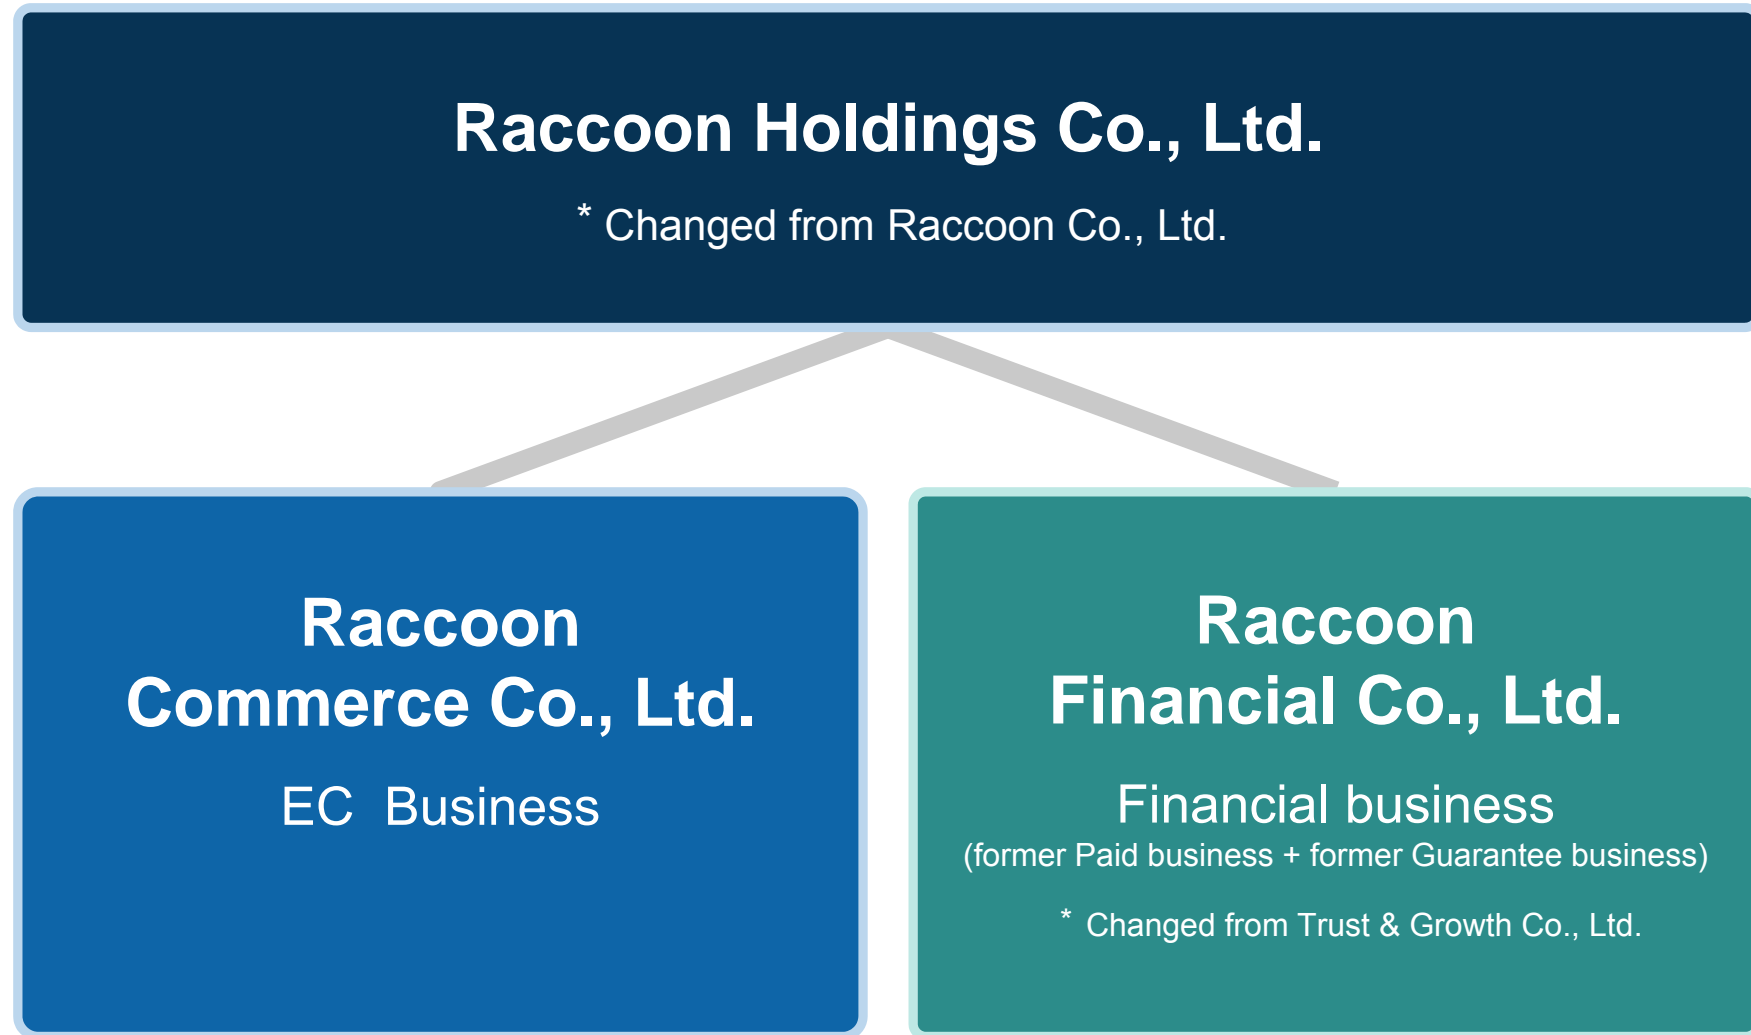 Raccoon Holdings Co., Ltd.
* Changed from Raccoon Co., Ltd.
Raccoon
Commerce Co., Ltd.
EC  Business
Raccoon
Financial Co., Ltd.
Financial business
(former Paid business + former Guarantee business)
* Changed from Trust & Growth Co., Ltd.